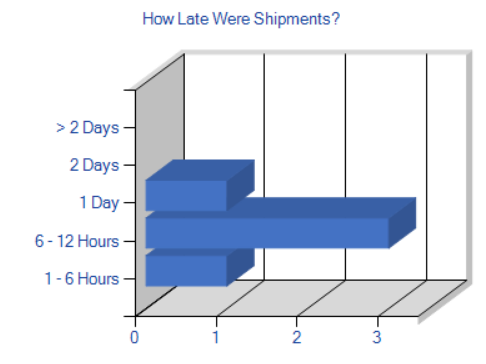 How Late Were Shipments?
> 2 Days
2 Days
1 Day
6 - 12 Hours
1 - 6 Hours
0 1 2 3